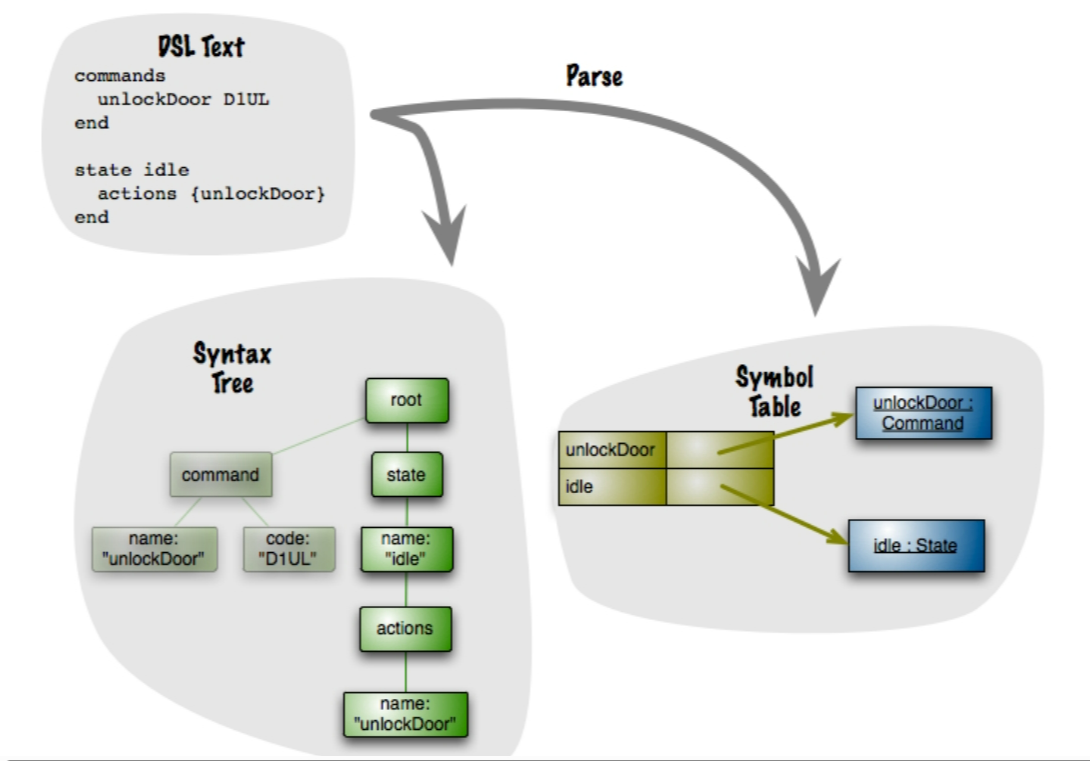 DSL Text
commands
unlockDoor D1UL
end
state idle
actions {unlockDoor}
end
Parse
Syntax
Tree
root
command
state
name:
"unlockDoor"
code:
"D1UL"
name:
"idle"
actions
name:
"unlockDoor"
Symbol
Table
unlockDoor
idle
unlockDoor :
Command
idle : State